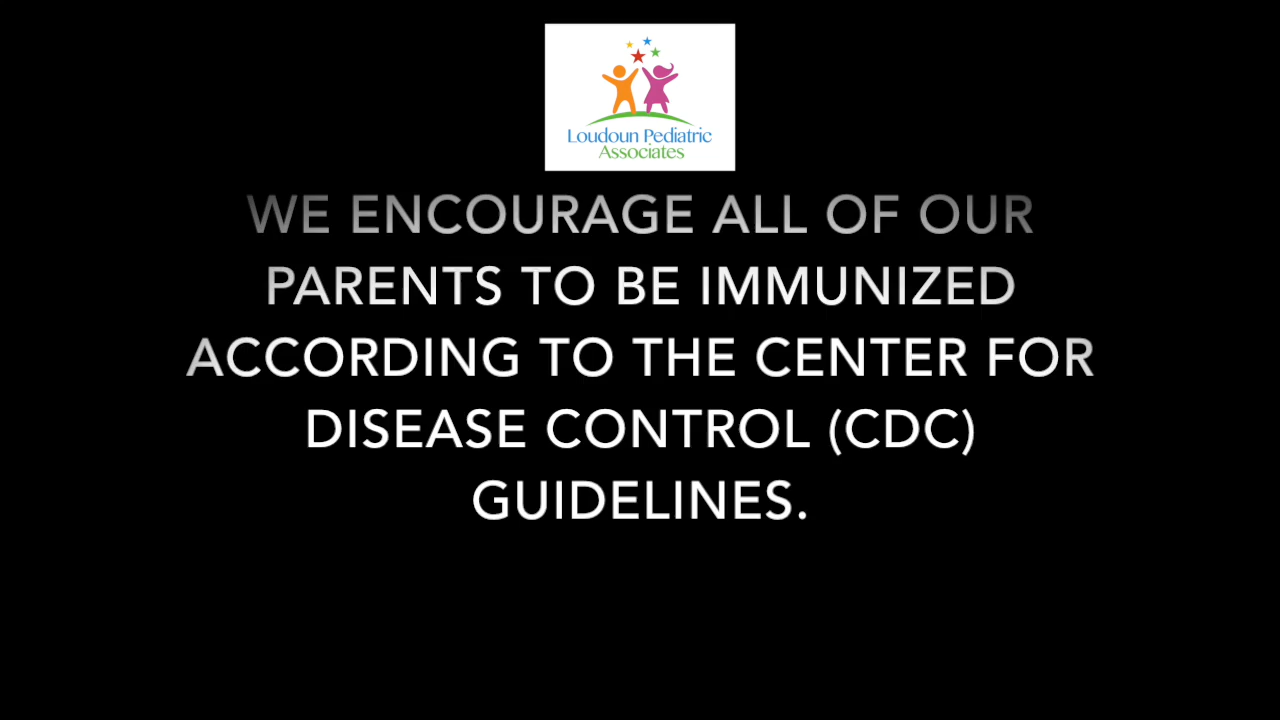 Loudoun Pediatric
Associates
WE ENCOURAGE ALL OF OUR
PARENTS TO BE IMMUNIZED
ACCORDING TO THE CENTER FOR
DISEASE CONTROL (CDC)
GUIDELINES.